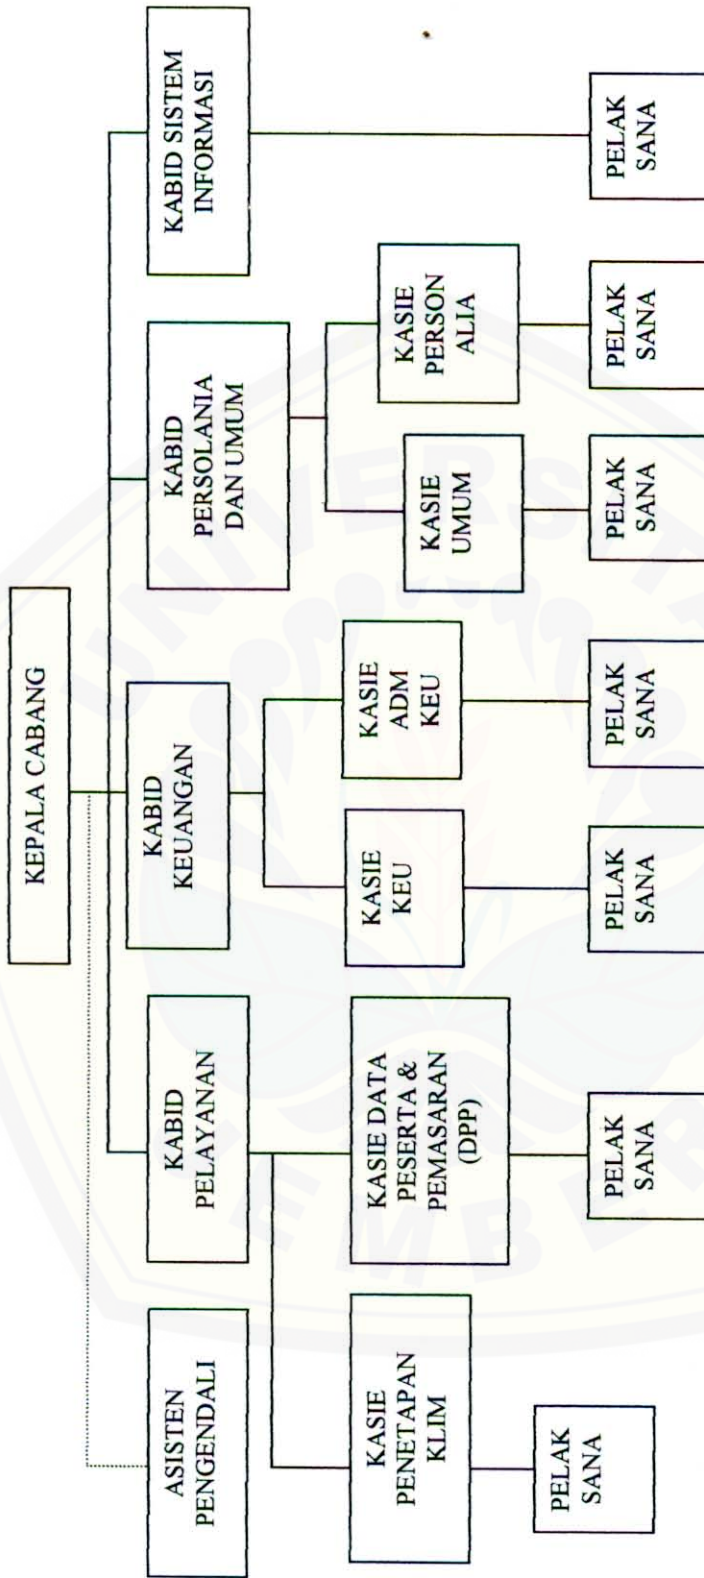 KEPALA CABANG
ASISTEN
PENGENDALI
KABID
PELAYANAN
KABID
KEUANGAN
KABID
PERSOLANIA
DAN UMUM
KABID SISTEM
INFORMASI
KASIE
PENETAPAN
KLIM
KASIE DATA
PESERTA &
PEMASARAN
(DPP)
KASIE
KEU
KASIE
ADM
KEU
KASIE
UMUM
KASIE
PERSON
ALIA
PELAK
SANA
PELAK
SANA
PELAK
SANA
PELAK
SANA
PELAK
SANA
PELAK
SANA
PELAK
SANA